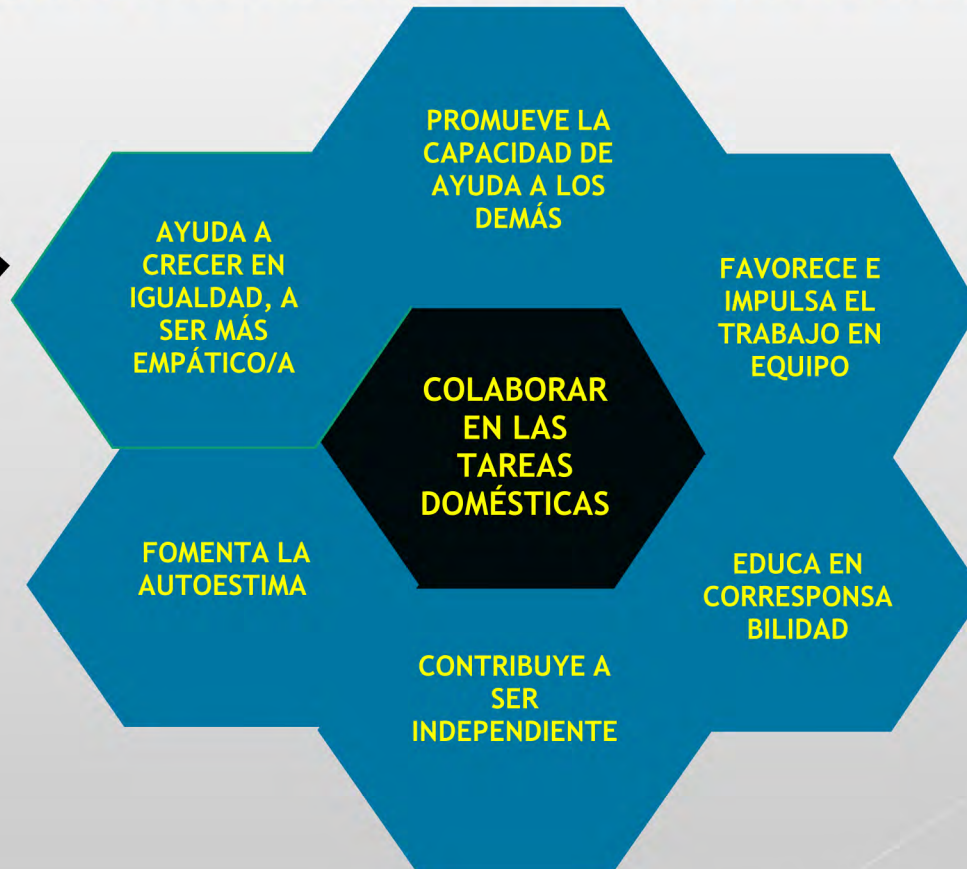 PROMUEVE LA
CAPACIDAD DE
AYUDA A LOS
DEMÁS
AYUDA A
CRECER EN
IGUALDAD, A
SER MÁS
EMPÁTICO/A
FAVORECE E
IMPULSA EL
TRABAJO EN
EQUIPO
COLABORAR
EN LAS
TAREAS
DOMÉSTICAS
FOMENTA LA
AUTOESTIMA
EDUCA EN
CORRESPONSA
BILIDAD
CONTRIBUYE A
SER
INDEPENDIENTE